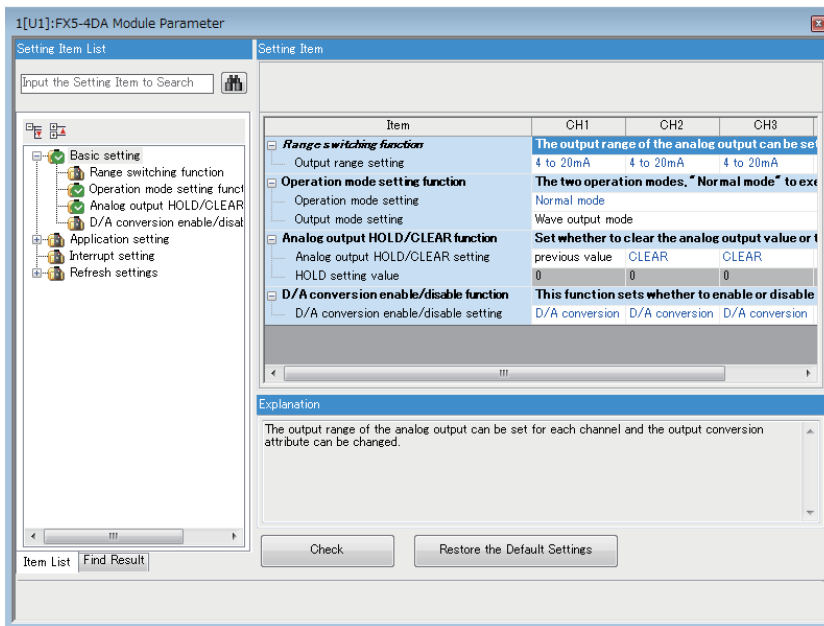 1[U1]:FX5-4DA Module Parameter
Setting Item List
Input the Setting Item to Search
Basic setting
Range switching function
Operation mode setting funct
Analog output HOLD/CLEAR
D/A conversion enable/disat
Application setting
Interrupt setting
Refresh settings
Item List Find Result
Setting Item
Item CH1 CH2 CH3
Range switching function The output range of the analog output can be set
Output range setting 4 to 20mA 4 to 20mA 4 to 20mA
Operation mode setting function The two operation modes, "Normal mode" to exe
Operation mode setting Normal mode
Output mode setting Wave output mode
Analog output HOLD/CLEAR function Set whether to clear the analog output value or t
Analog output HOLD/CLEAR setting previous value CLEAR CLEAR
HOLD setting value 0 0 0
D/A conversion enable/disable function This function sets whether to enable or disable
D/A conversion enable/disable setting D/A conversion D/A conversion D/A conversion
Explanation
The output range of the analog output can be set for each channel and the output conversion
attribute can be changed.
Check Restore the Default Settings